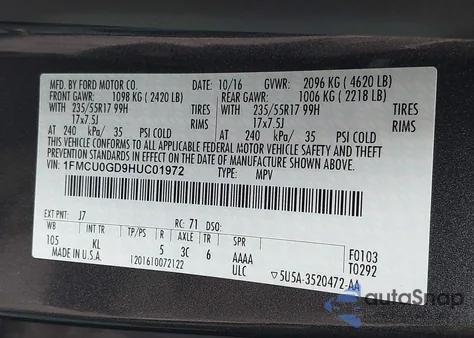 MFD. BY FORD MOTOR CO. 10/16 GVWR: 2096 KG ( 4620 LB)
FRONT GAWR: 1098 KG ( 2420 LB) REAR GAWR: 1006 KG ( 2218 LB)
WITH 235/55R17 99H TIRES WITH 235/55R17 99H TIRES
17x7.5J 17x7.5J
AT 240 kPa/ 35 PSI COLD AT 240 kPa/ 35 PSI COLD
THIS VEHICLE CONFORMS TO ALL APPLICABLE FEDERAL MOTOR VEHICLE SAFETY
AND THEFT PREVENTION STANDARDS IN EFFECT ON THE DATE OF MANUFACTURE SHOWN ABOVE.
VIN: 1FMCU0GD9HUC01972 TYPE: MPV
EXT PNT: J7 RC: 71 DSO:
WB INT TR TP/PS R AXLE TR SPR F0103
105 KL 5 3C 6 AAAA T0292
MADE IN U.S.A. 1201610072122 ULC ▽5U5A-3520472-AA
autoSnap